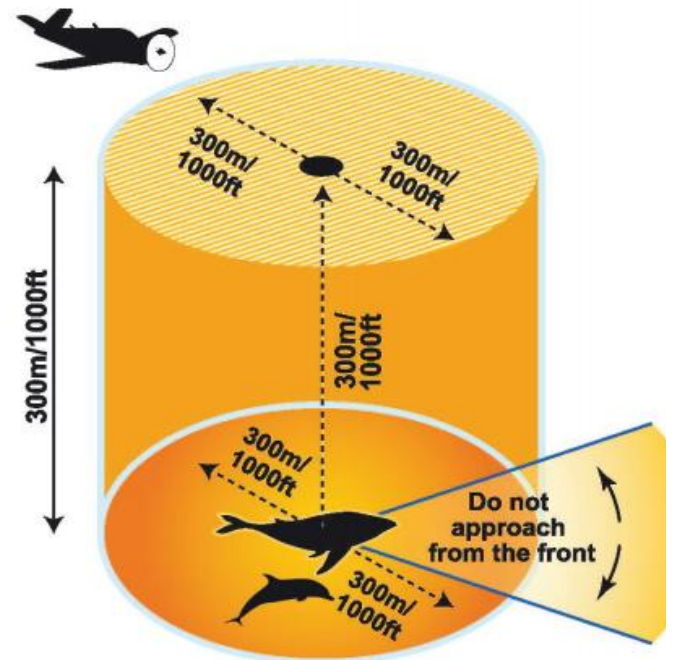 300m/
1000ft
300m/
1000ft
300m/1000ft
300m/
1000ft
300m/
1000ft
Do not
approach
from the front
300m/
1000ft